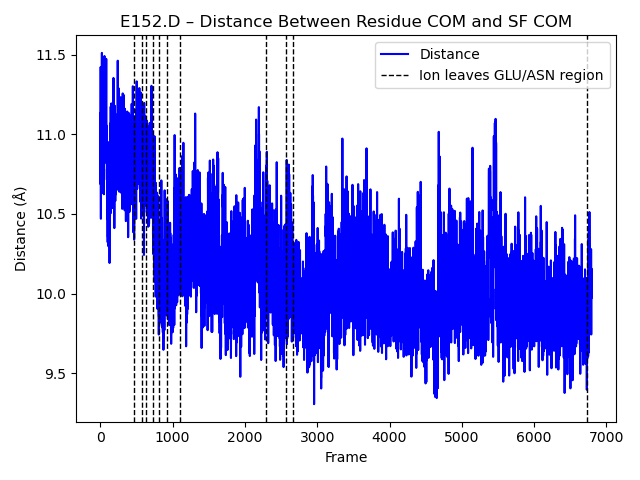 E152.D – Distance Between Residue COM and SF COM
Distance
Ion leaves GLU/ASN region
11.5
11.0
10.5
10.0
9.5
Distance (Å)
0 1000 2000 3000 4000 5000 6000 7000
Frame